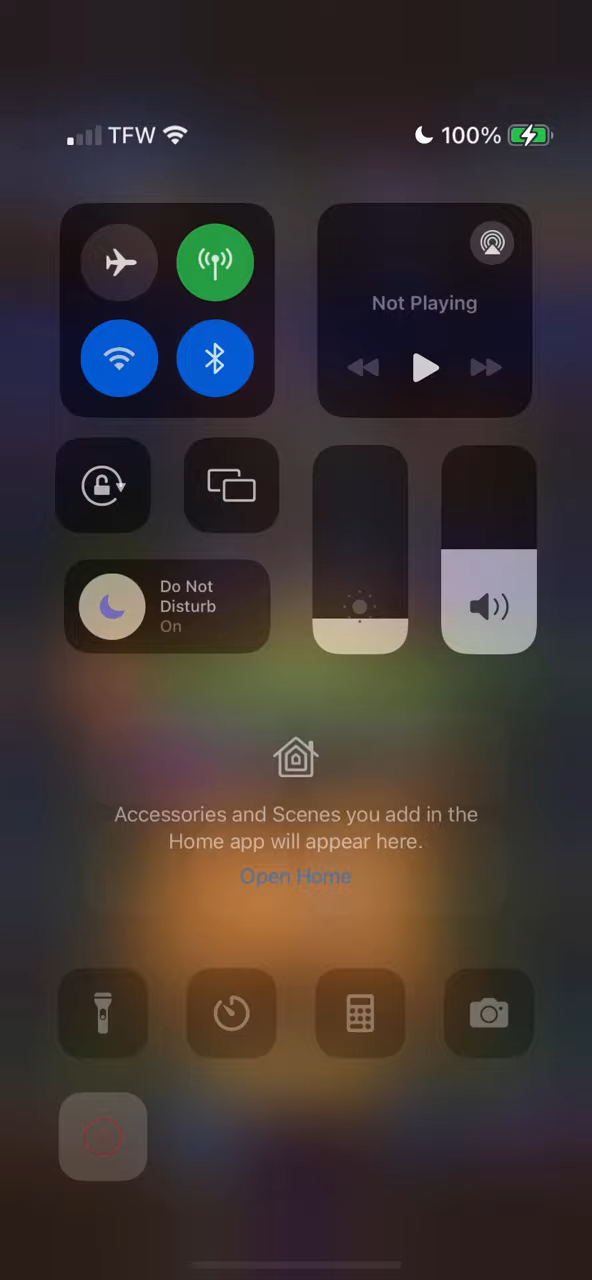 TFW
100%
Not Playing
Do Not
Disturb
On
Accessories and Scenes you add in the
Home app will appear here.
Open Home